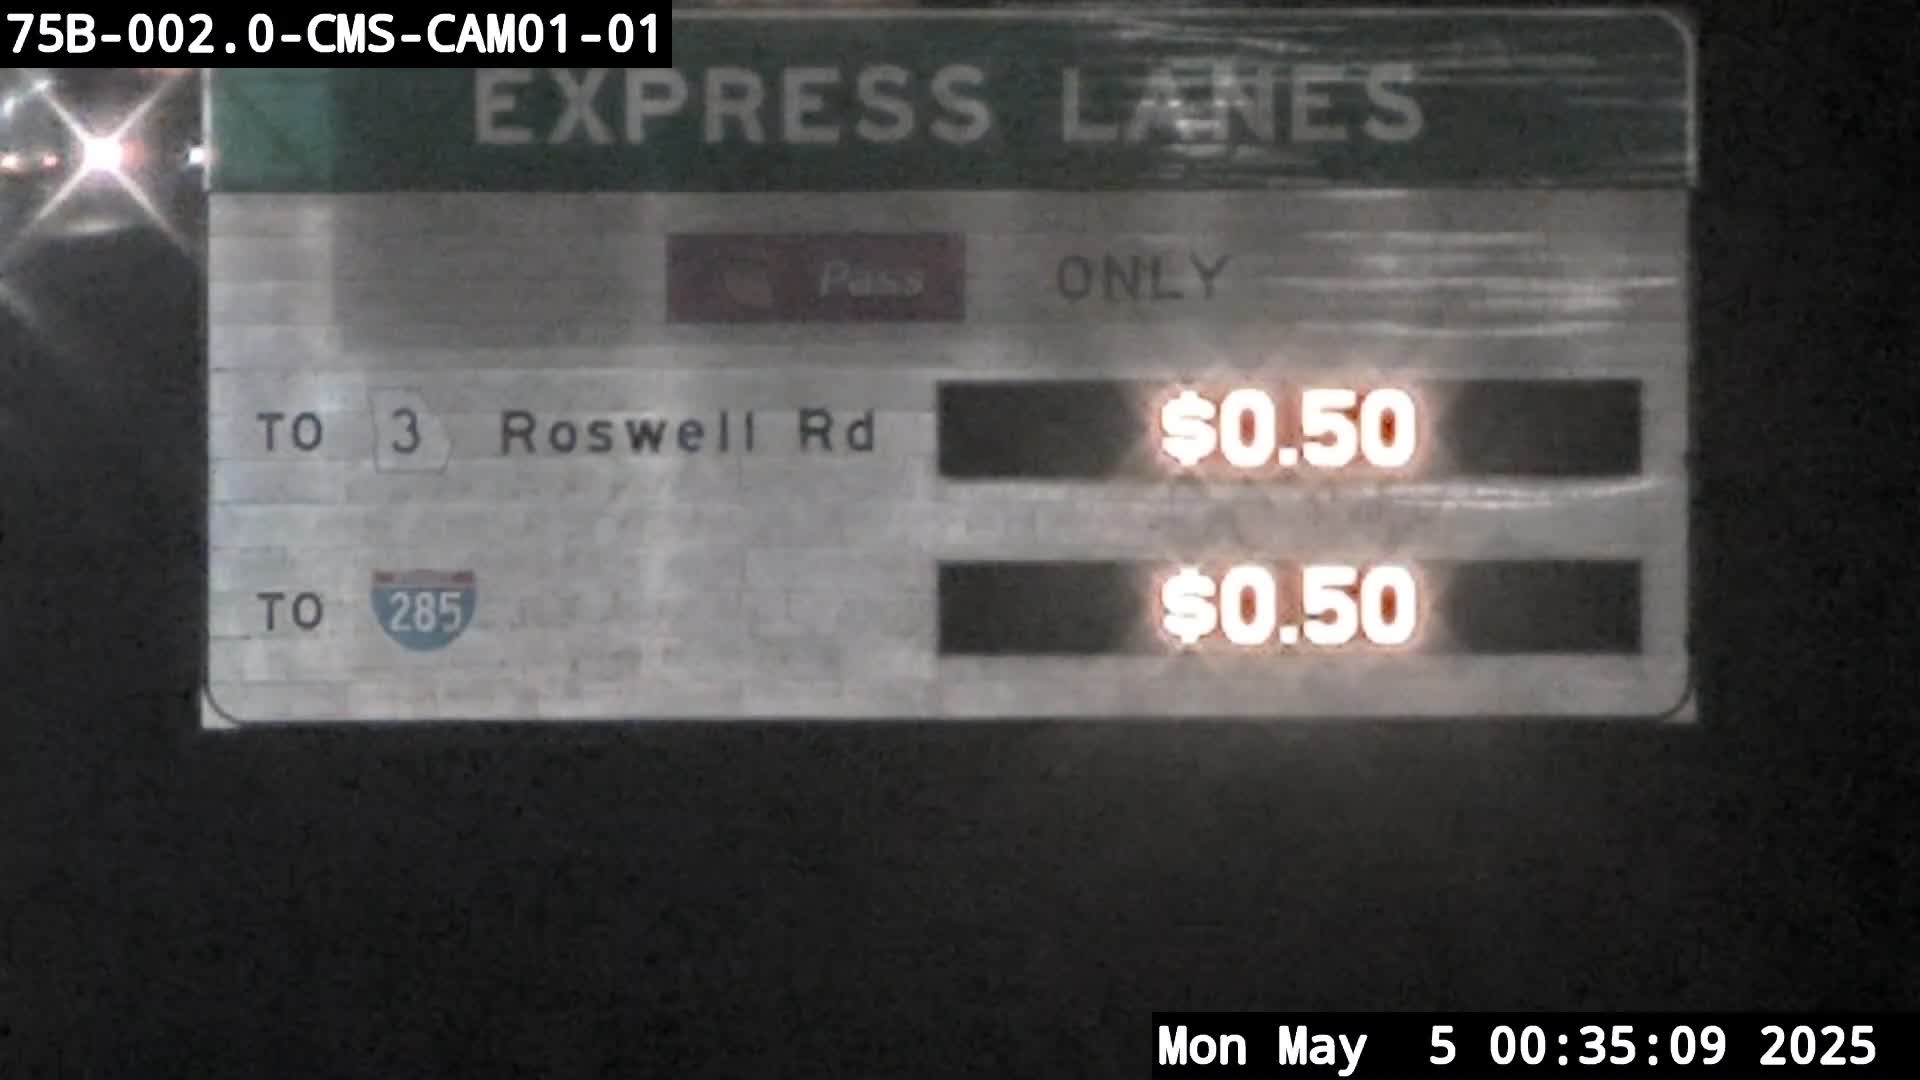 75B-002.0-CMS-CAM01-01
EXPRESS LANES
Pass ONLY
TO 3 Roswell Rd $0.50
TO 285 $0.50
Mon May 5 00:35:09 2025